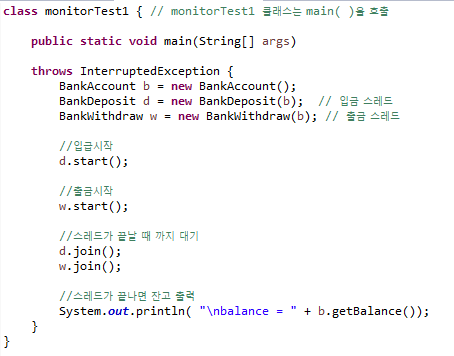 class monitorTest1 { // monitorTest1 클래스는 main( )을 호출
public static void main(String[] args)
throws InterruptedException {
BankAccount b = new BankAccount();
BankDeposit d = new BankDeposit(b);  // 입금 스레드
BankWithdraw w = new BankWithdraw(b); // 출금 스레드
//입급시작
d.start();
//출금시작
w.start();
//스레드가 끝날 때 까지 대기
d.join();
w.join();
//스레드가 끝나면 잔고 출력
System.out.println( "\nbalance = " + b.getBalance());
}
}